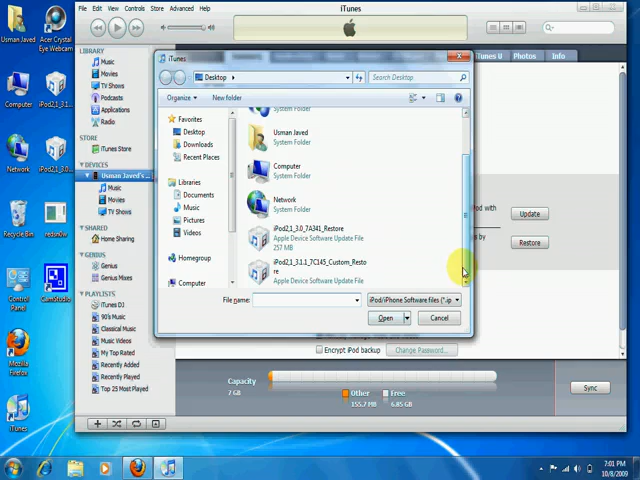 File Edit View Controls Store Advanced Help
iTunes
Usman Javed
Acer Crystal
Eye Webcam
LIBRARY
Music
Movies
TV Shows
Podcasts
Applications
Radio
STORE
iTunes Store
DEVICES
Usman Javed's ...
Music
Movies
TV Shows
SHARED
Home Sharing
GENIUS
Genius
Genius Mixes
PLAYLISTS
iTunes DJ
90's Music
Classical Music
Music Videos
My Top Rated
Recently Added
Recently Played
Top 25 Most Played
Computer
iPod2,1_3.1...
Network
iPod2,1_3.0...
Recycle Bin
redsn0w
Control
Panel
CamStudio
Mozilla
Firefox
iTunes
iTunes
Desktop
Search Desktop
Organize
New folder
Favorites
Desktop
Downloads
Recent Places
Libraries
Documents
Music
Pictures
Videos
Homegroup
Computer
System Folder
Usman Javed
System Folder
Computer
System Folder
Network
System Folder
iPod2,1_3.0_7A341_Restore
Apple Device Software Update File
257 MB
iPod2,1_3.1.1_7C145_Custom_Resto
re
Apple Device Software Update File
File name:
iPod/iPhone Software files (*.ip
Open
Cancel
iTunes U
Photos
Info
Pod with
Update
by
Restore
Encrypt iPod backup
Change Password...
Capacity
7 GB
Other
155.7 MB
Free
6.85 GB
Sync
7:01 PM
10/8/2009